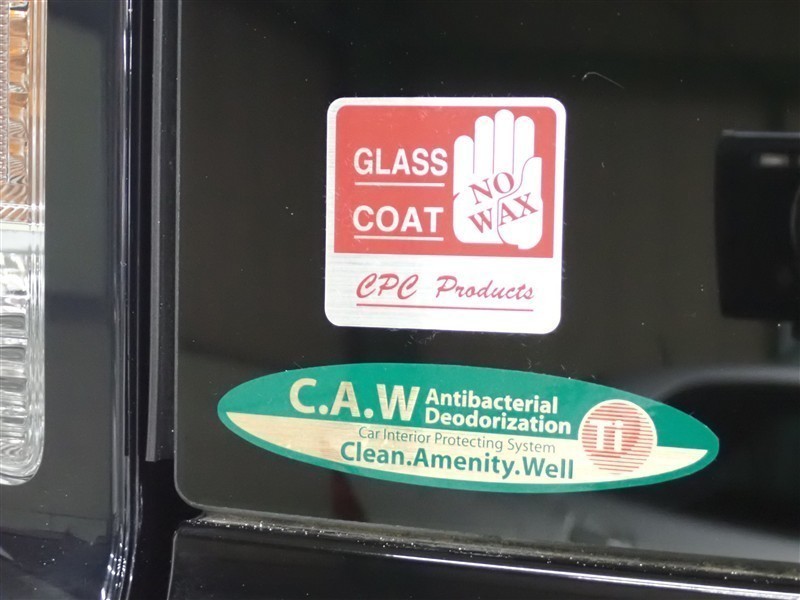 GLASS
COAT
NO
WAX
CPC Products
C.A.W Antibacterial
Deodorization
Car Interior Protecting System
Clean.Amenity.Well
Ti